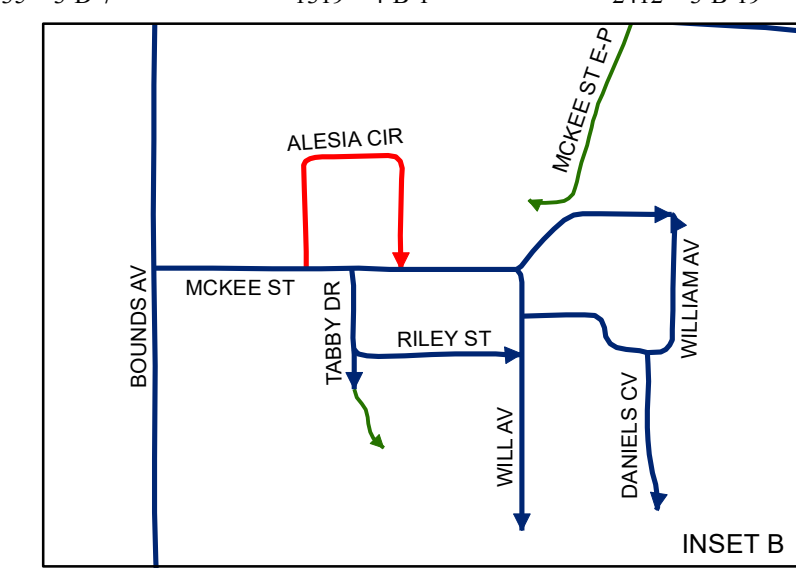 MCKEE ST E-P
ALESIA CIR
BOUNDS AV
MCKEE ST
TABBY DR
RILEY ST
WILLIAM AV
WILL AV
DANIELS CV
INSET B